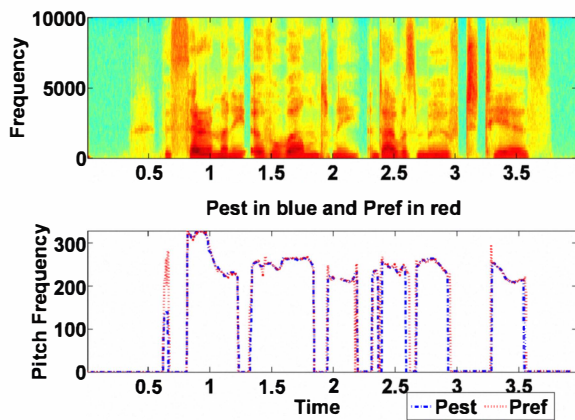 10000
5000
0
Frequency
0.5 1 1.5 2 2.5 3 3.5
Pest in blue and Pref in red
300
200
100
0
Pitch Frequency
0.5 1 1.5 2 2.5 3 3.5
Time
Pest Pref